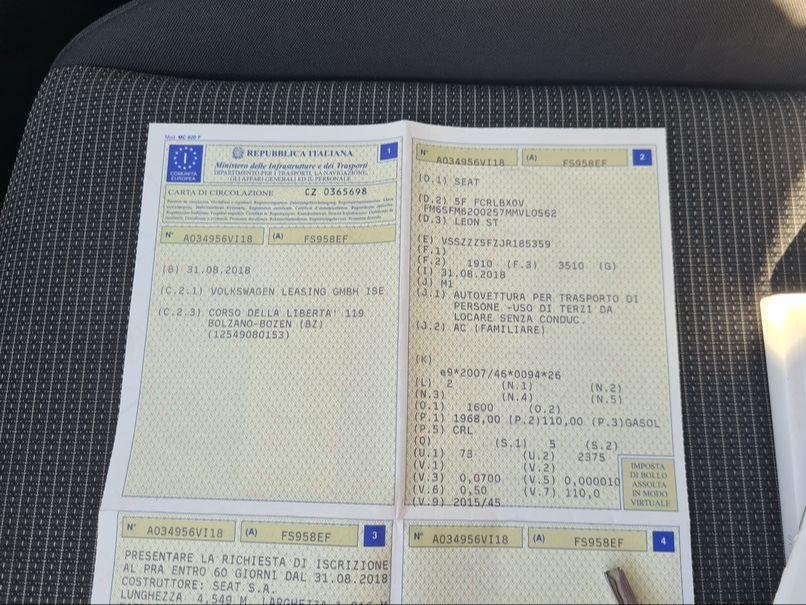 Mod. MC 820 F
REPUBBLICA ITALIANA
1
Ministero delle Infrastrutture e dei Trasporti
DIPARTIMENTO PER I TRASPORTI, LA NAVIGAZIONE,
GLI AFFARI GENERALI ED IL PERSONALE
I
COMUNITÀ
EUROPEA
CARTA DI CIRCOLAZIONE CZ 0365698
N° A034956VI18 (A) FS958EF
(B) 31.08.2018
(C.2.1) VOLKSWAGEN LEASING GMBH ISE
(C.2.3) CORSO DELLA LIBERTA' 119
BOLZANO-BOZEN (BZ)
(12549080153)
N° A034956VI18 (A) FS958EF 2
(D.1) SEAT
(D.2) 5F FCRLBX0V
FM65FM62Q0257MMVLO562
(D.3) LEON ST
(E) VSSZZZ5FZJR185359
(F.1)
(F.2) 1910 (F.3) 3510 (G)
(I) 31.08.2018
(J) M1
(J.1) AUTOVETTURA PER TRASPORTO DI
PERSONE -USO DI TERZI DA
LOCARE SENZA CONDUC.
(J.2) AC (FAMILIARE)
(K)
e9*2007/46*0094*26
(L) 2 (N.1) (N.2)
(N.3) (N.4) (N.5)
(O.1) 1600 (O.2)
(P.1) 1968,00 (P.2)110,00 (P.3)GASOL
(P.5) CRL
(Q) (S.1) 5 (S.2)
(U.1) 73 (U.2) 2375
(V.1) (V.2)
(V.3) 0,0700 (V.5) 0,000010
(V.6) 0,50 (V.7) 110,0
(V.9) 2015/45
IMPOSTA
DI BOLLO
ASSOLTA
IN MODO
VIRTUALE
N° A034956VI18 (A) FS958EF 3
PRESENTARE LA RICHIESTA DI ISCRIZIONE
AL PRA ENTRO 60 GIORNI DAL 31.08.2018
COSTRUTTORE: SEAT S.A.
LUNGHEZZA 4,549 M. LARGHEZZA
N° A034956VI18 (A) FS958EF 4